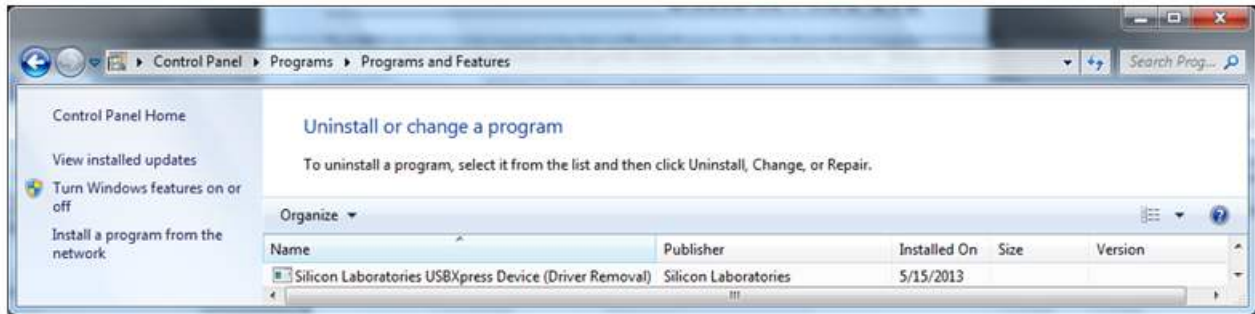 Control Panel ▸ Programs ▸ Programs and Features
Search Prog...
Control Panel Home
View installed updates
Turn Windows features on or
off
Install a program from the
network
Uninstall or change a program
To uninstall a program, select it from the list and then click Uninstall, Change, or Repair.
Organize
Name Publisher Installed On Size Version
Silicon Laboratories USBXpress Device (Driver Removal) Silicon Laboratories 5/15/2013